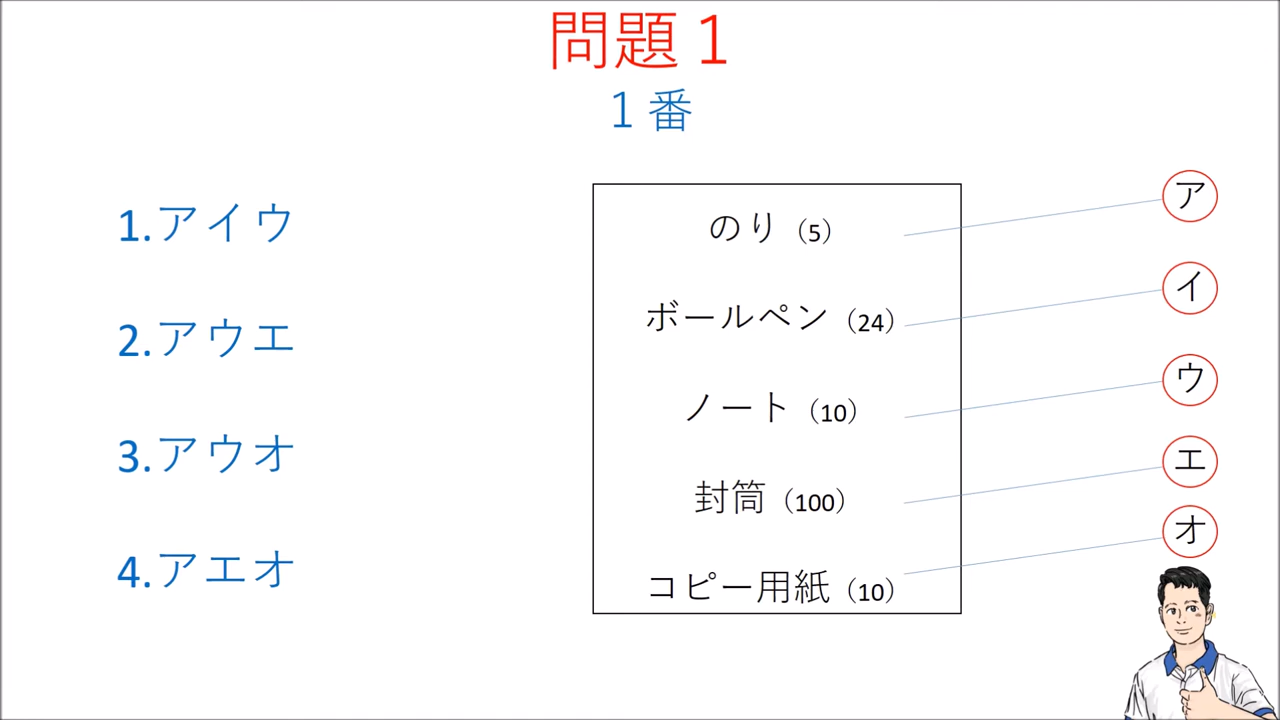 問題1
1番
1.アイウ
2.アウエ
3.アウオ
4.アエオ
のり（5）
ボールペン（24）
ノート（10）
封筒（100）
コピー用紙（10）
ア
イ
ウ
エ
オ